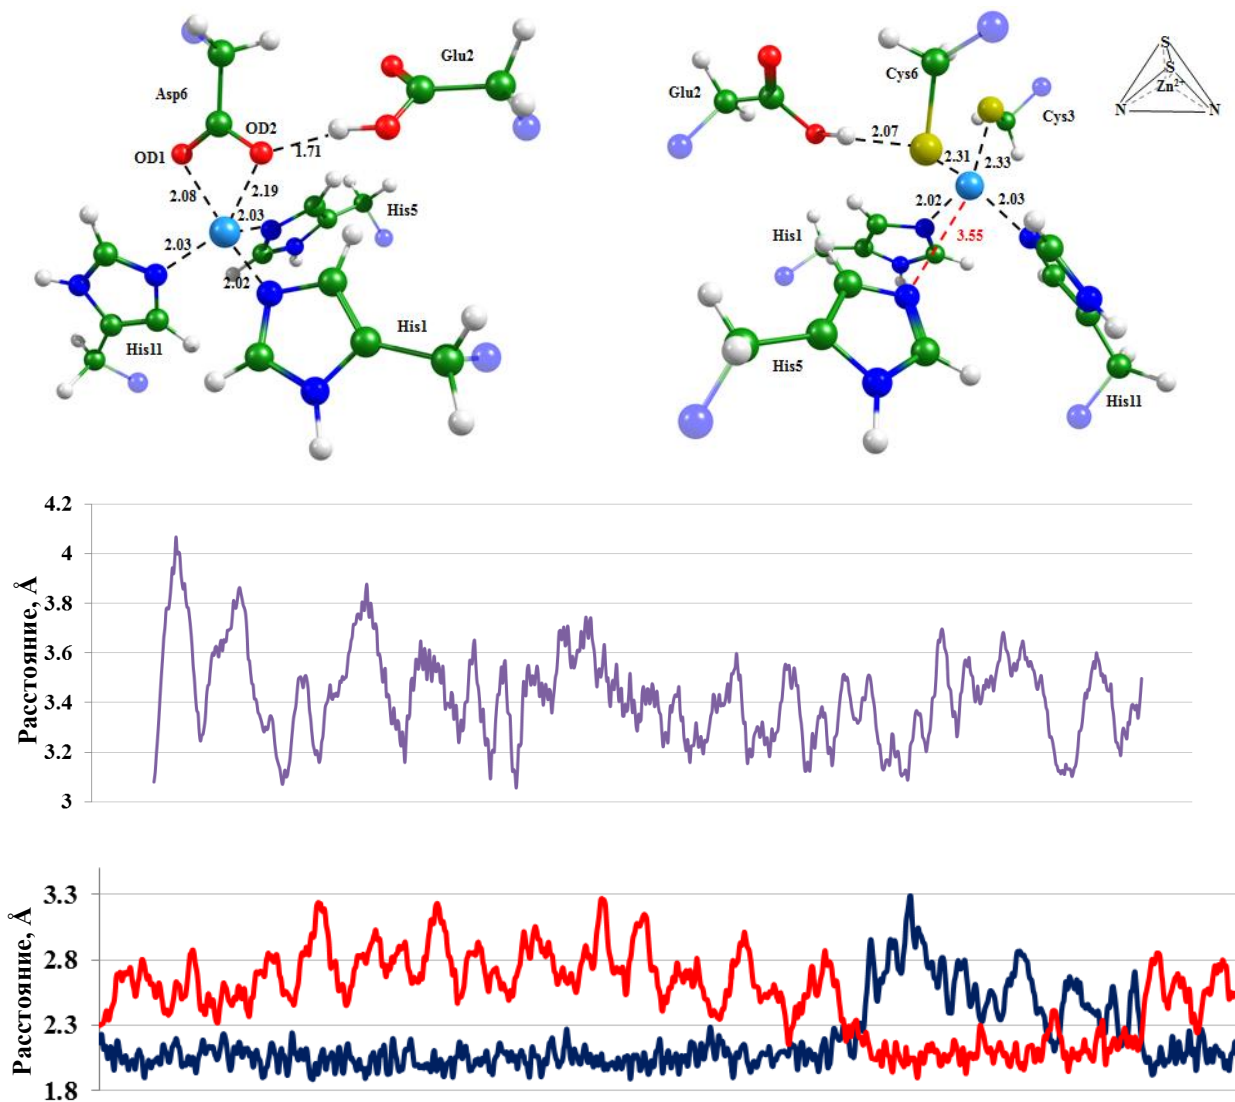 Glu2
Asp6
OD2
OD1
1.71
2.08
2.19
2.03
His5
2.03
2.02
His11
His1
Cys6
Glu2
Cys3
2.07
2.31
2.33
2.02
2.03
His1
3.55
His5
His11
S
S
Zn2+
N
N
Расстояние, Å
4.2
4
3.8
3.6
3.4
3.2
3
Расстояние, Å
3.3
2.8
2.3
1.8